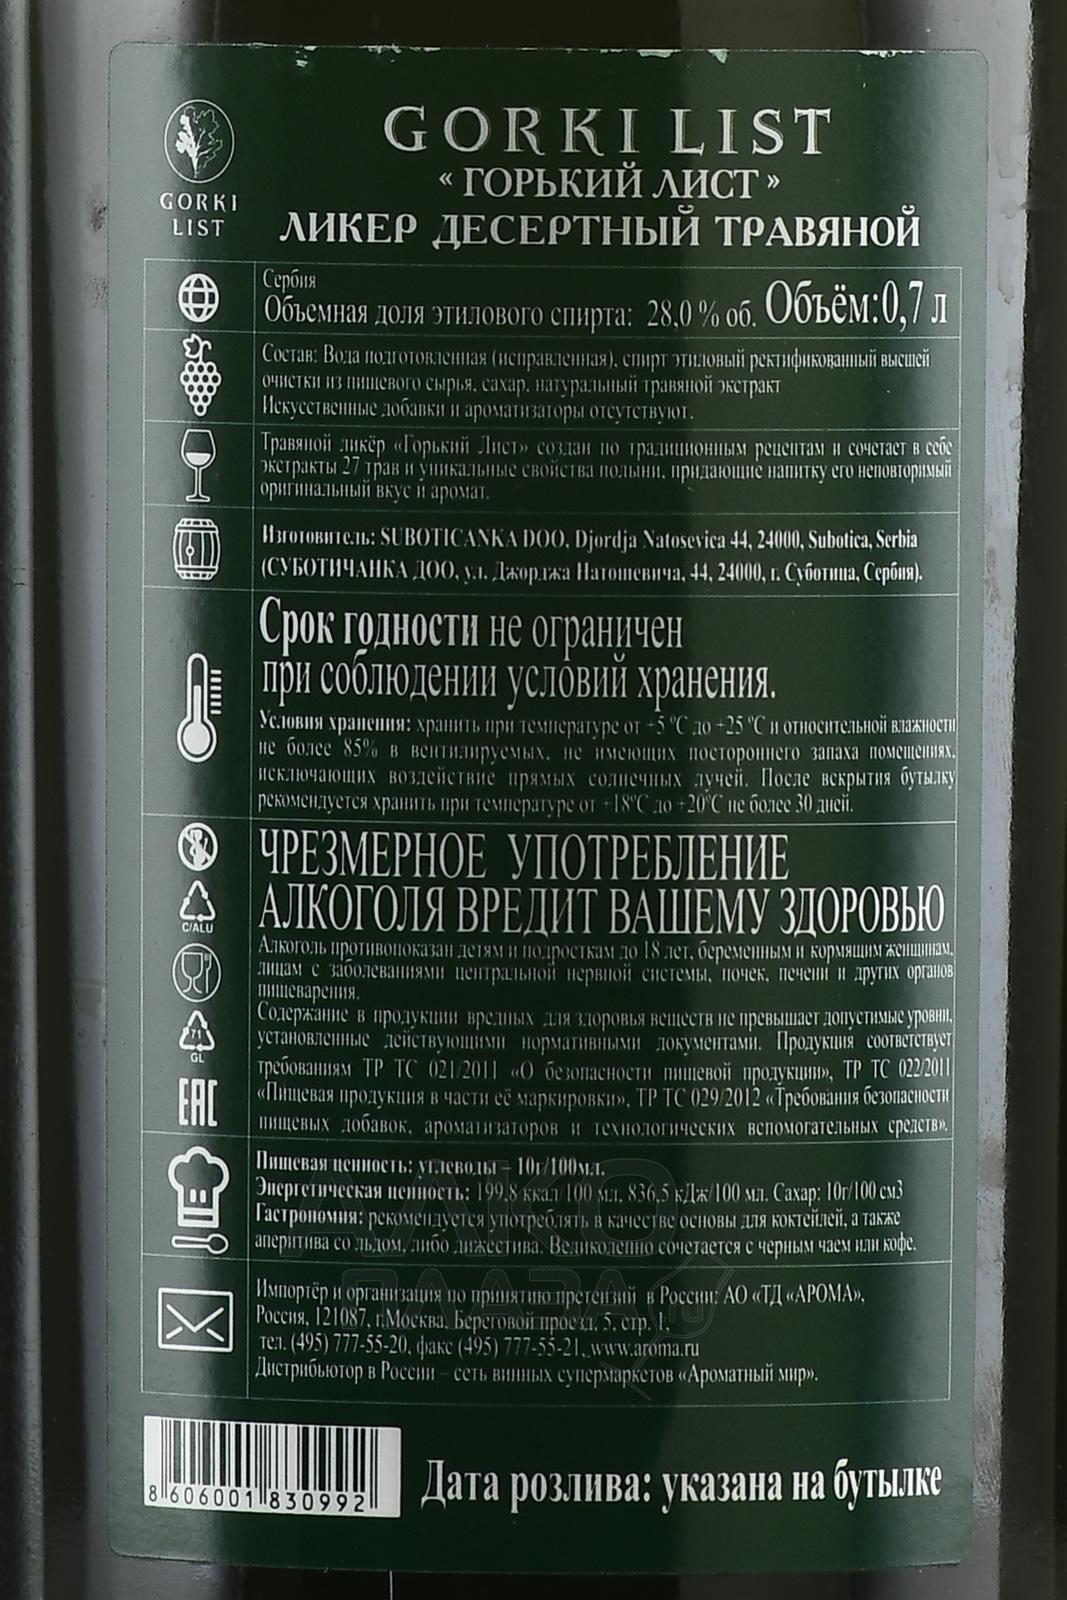 GORKI LIST
« ГОРЬКИЙ ЛИСТ »
ЛИКЕР ДЕСЕРТНЫЙ ТРАВЯНОЙ
GORKI
LIST
Сербия
Объемная доля этилового спирта: 28,0 % об. Объём:0,7 л
Состав: Вода подготовленная (исправленная), спирт этиловый ректификованный высшей
очистки из пищевого сырья, сахар, натуральный травяной экстракт
Искусственные добавки и ароматизаторы отсутствуют.
Травяной ликёр «Горький Лист» создан по традиционным рецептам и сочетает в себе
экстракты 27 трав и уникальные свойства полыни, придающие напитку его неповторимый
оригинальный вкус и аромат.
Изготовитель: SUBOTICANKA DOO, Djordja Natosevica 44, 24000, Subotica, Serbia
(СУБОТИЧАНКА ДОО, ул. Джорджа Натошевича, 44, 24000, г. Суботица, Сербия).
Срок годности не ограничен
при соблюдении условий хранения.
Условия хранения: хранить при температуре от +5 °С до +25 °С и относительной влажности
не более 85% в вентилируемых, не имеющих постороннего запаха помещениях,
исключающих воздействие прямых солнечных лучей. После вскрытия бутылку
рекомендуется хранить при температуре от +18°С до +20°С не более 30 дней.
ЧРЕЗМЕРНОЕ УПОТРЕБЛЕНИЕ
АЛКОГОЛЯ ВРЕДИТ ВАШЕМУ ЗДОРОВЬЮ
C/ALU
Алкоголь противопоказан детям и подросткам до 18 лет, беременным и кормящим женщинам,
лицам с заболеваниями центральной нервной системы, почек, печени и других органов
пищеварения.
Содержание в продукции вредных для здоровья веществ не превышает допустимые уровни,
установленные действующими нормативными документами. Продукция соответствует
71
GL
требованиям ТР ТС 021/2011 «О безопасности пищевой продукции», ТР ТС 022/2011
«Пищевая продукция в части её маркировки», ТР ТС 029/2012 «Требования безопасности
EAC
пищевых добавок, ароматизаторов и технологических вспомогательных средств».
Пищевая ценность: углеводы – 10г/100мл.
Энергетическая ценность: 199,8 ккал/100 мл, 836,5 кДж/100 мл. Сахар: 10г/100 см3
Гастрономия: рекомендуется употреблять в качестве основы для коктейлей, а также
аперитива со льдом, либо дижестива. Великолепно сочетается с черным чаем или кофе.
АЛКО
ПЛАЗА
ru
Импортёр и организация по принятию претензий в России: АО «ТД «АРОМА»,
Россия, 121087, г.Москва, Береговой проезд, 5, стр. 1,
тел. (495) 777-55-20, факс (495) 777-55-21, www.aroma.ru
Дистрибьютор в России – сеть винных супермаркетов «Ароматный мир».
8 606001 830992
Дата розлива: указана на бутылке